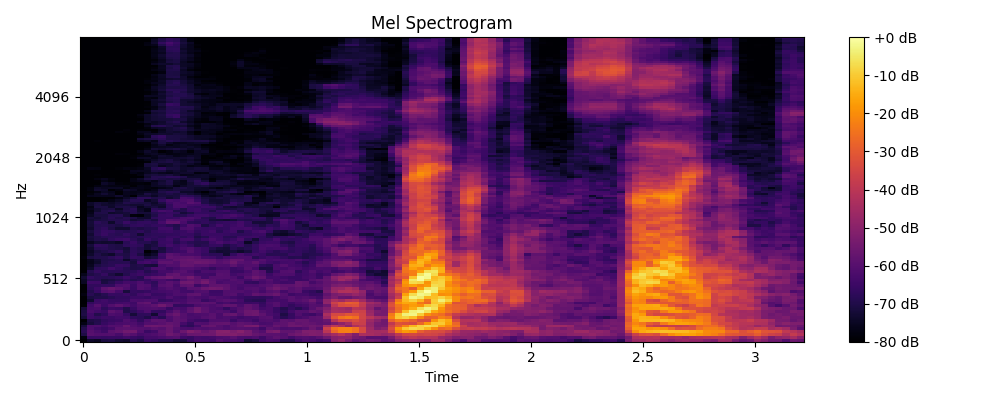 Mel Spectrogram
Hz
4096
2048
1024
512
0
0
0.5
1
1.5
2
2.5
3
Time
+0 dB
-10 dB
-20 dB
-30 dB
-40 dB
-50 dB
-60 dB
-70 dB
-80 dB